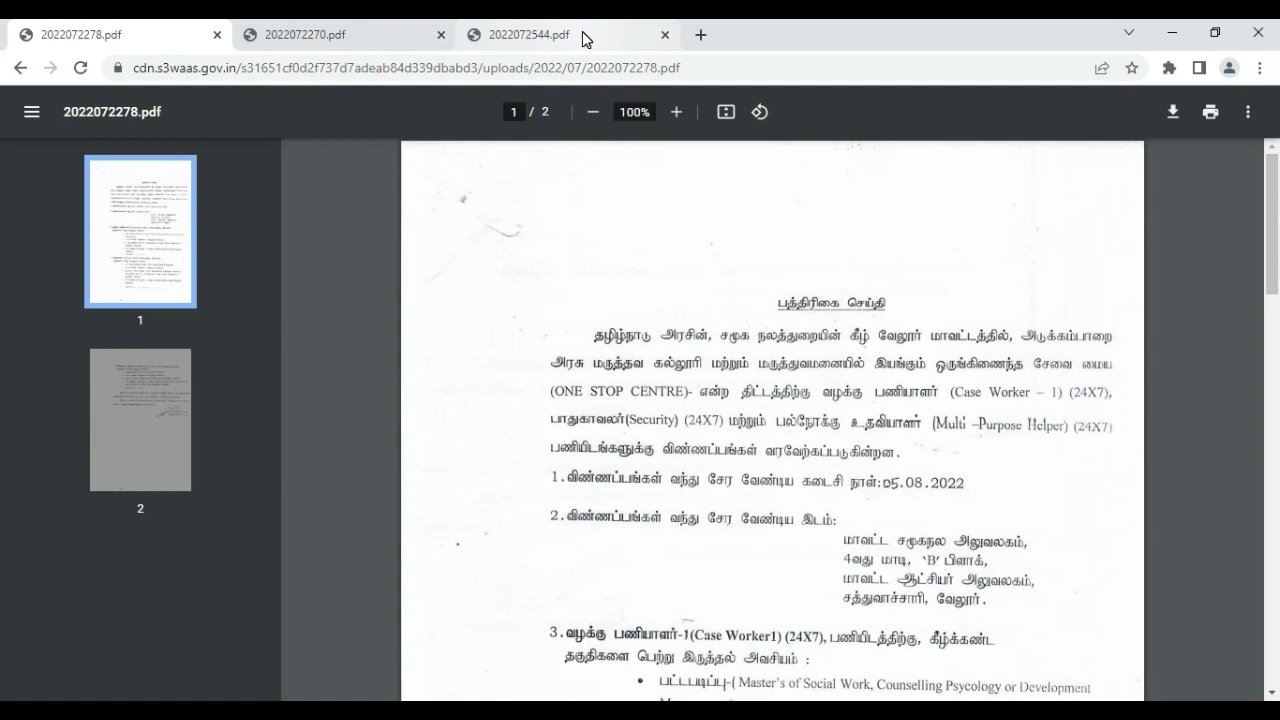 2022072278.pdf
2022072270.pdf
2022072544.pdf
cdn.s3waas.gov.in/s31651cf0d2f737d7adeab84d339dbabd3/uploads/2022/07/2022072278.pdf
2022072278.pdf
1 / 2
100%
1
2
பத்திரிகை செய்தி
தமிழ்நாடு அரசின், சமூக நலத்துறையின் கீழ் வேலூர் மாவட்டத்தில், அடுக்கம்பாறை
அரசு மருத்தவ கல்லூரி மற்றும் மருத்துவமனையில் இயங்கும் ஒருங்கிணைந்த சேவை மைய
(ONE STOP CENTRE)- என்ற திட்டத்திற்கு வழக்கு பணியாளர் (Case Worker – 1) (24X7),
பாதுகாவலர்(Security) (24X7) மற்றும் பல்நோக்கு உதவியாளர் (Multi –Purpose Helper) (24X7)
பணியிடங்களுக்கு விண்ணப்பங்கள் வரவேற்கப்படுகின்றன.
1.விண்ணப்பங்கள் வந்து சேர வேண்டிய கடைசி நாள்:05.08.2022
2.விண்ணப்பங்கள் வந்து சேர வேண்டிய இடம்:
மாவட்ட சமூகநல அலுவலகம்,
4வது மாடி, 'B' பிளாக்,
மாவட்ட ஆட்சியர் அலுவலகம்,
சத்துவாச்சாரி, வேலூர்.
3.வழக்கு பணியாளர்-1(Case Worker1) (24X7), பணியிடத்திற்கு, கீழ்க்கண்ட
தகுதிகளை பெற்று இருத்தல் அவசியம் :
• பட்டபடிப்பு-( Master's of Social Work, Counselling Psycology or Development